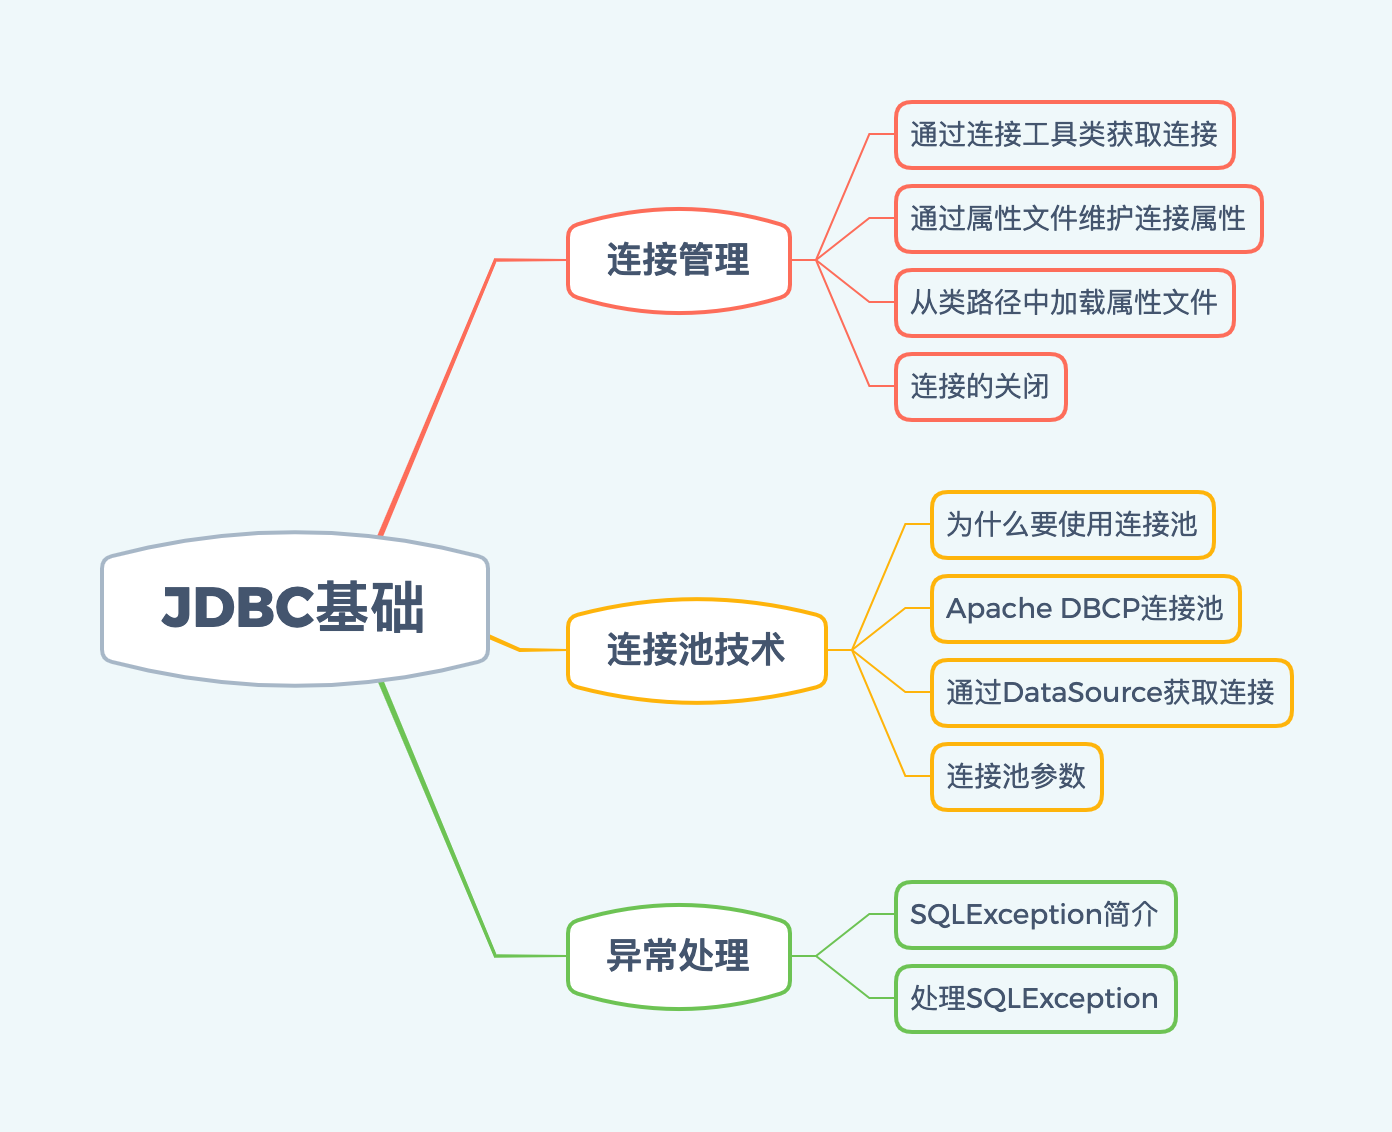 JDBC基础
连接管理
通过连接工具类获取连接
通过属性文件维护连接属性
从类路径中加载属性文件
连接的关闭
连接池技术
为什么要使用连接池
Apache DBCP连接池
通过DataSource获取连接
连接池参数
异常处理
SQLException简介
处理SQLException